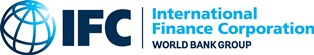 IFC
International
Finance Corporation
WORLD BANK GROUP